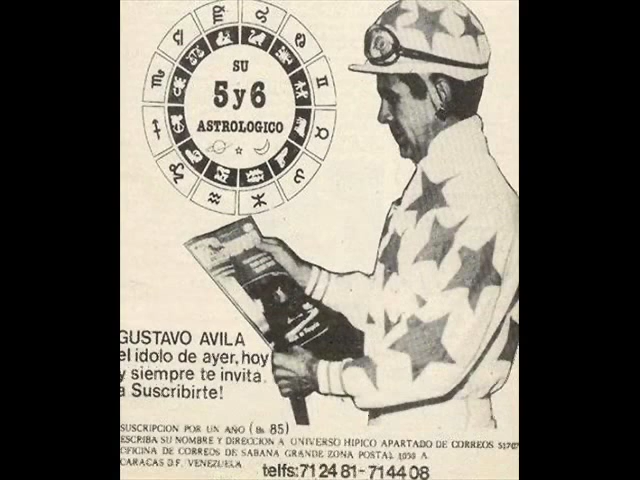 SU
5 y 6
ASTROLOGICO
GUSTAVO AVILA
el idolo de ayer, hoy
y siempre te invita
a Suscribirte!
SUSCRIPCION POR UN AÑO (Bs 85)
ESCRIBA SU NOMBRE Y DIRECCION A UNIVERSO HIPICO APARTADO DE CORREOS
OFICINA DE CORREOS DE SABANA GRANDE ZONA POSTAL 1050 A
CARACAS D.F. VENEZUELA
telfs: 71 24 81 - 71 44 08